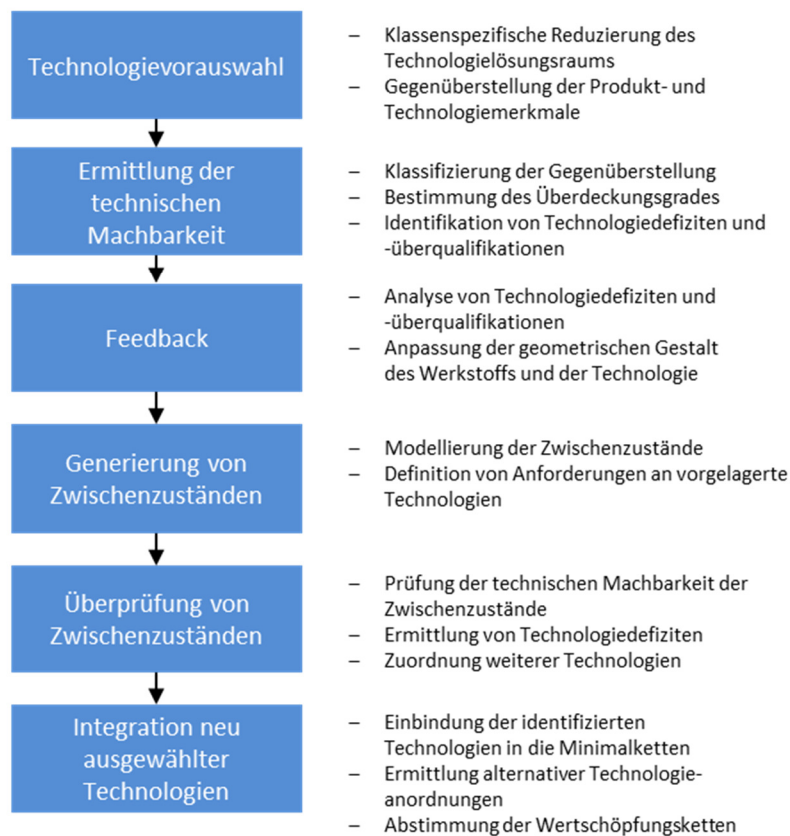 Technologievorauswahl
– Klassenspezifische Reduzierung des
Technologielösungsraums
– Gegenüberstellung der Produkt- und
Technologiemerkmale
Ermittlung der
technischen
Machbarkeit
– Klassifizierung der Gegenüberstellung
– Bestimmung des Überdeckungsgrades
– Identifikation von Technologiedefiziten und
-überqualifikationen
Feedback
– Analyse von Technologiedefiziten und
-überqualifikationen
– Anpassung der geometrischen Gestalt
des Werkstoffs und der Technologie
Generierung von
Zwischenzuständen
– Modellierung der Zwischenzustände
– Definition von Anforderungen an vorgelagerte
Technologien
Überprüfung von
Zwischenzuständen
– Prüfung der technischen Machbarkeit der
Zwischenzustände
– Ermittlung von Technologiedefiziten
– Zuordnung weiterer Technologien
Integration neu
ausgewählter
Technologien
– Einbindung der identifizierten
Technologien in die Minimalketten
– Ermittlung alternativer Technologie-
anordnungen
– Abstimmung der Wertschöpfungsketten